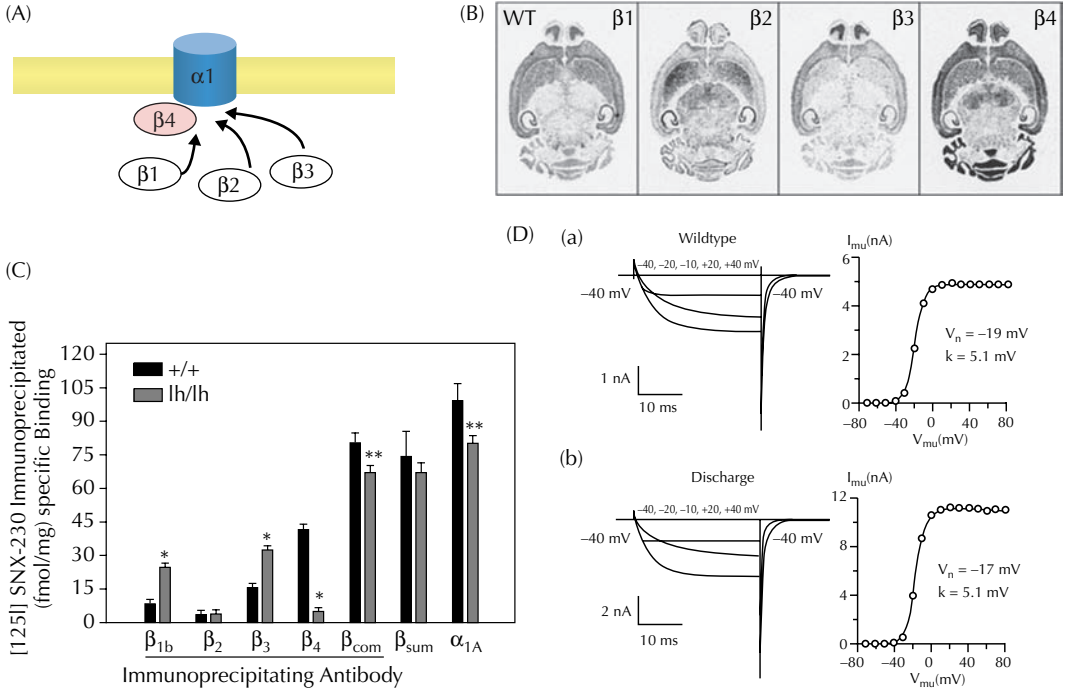 (A)
α1
β4
β1
β2
β3
(B)
WT
β1
β2
β3
β4
(C)
[125I] SNX-230 Immunoprecipitated
(fmol/mg) specific Binding
120
105
90
75
60
45
30
15
0
+/+
lh/lh
*
*
*
**
**
β1b
β2
β3
β4
βcom
βsum
α1A
Immunoprecipitating Antibody
(D)
(a)
Wildtype
−40, −20, −10, +20, +40 mV
−40 mV
−40 mV
1 nA
10 ms
Imu(nA)
6
4
2
0
−80
−40
0
40
80
Vmu(mV)
Vn = −19 mV
k = 5.1 mV
(b)
Discharge
−40, −20, −10, +20, +40 mV
−40 mV
−40 mV
2 nA
10 ms
Imu(nA)
12
8
4
0
−80
−40
0
40
80
Vmu(mV)
Vn = −17 mV
k = 5.1 mV